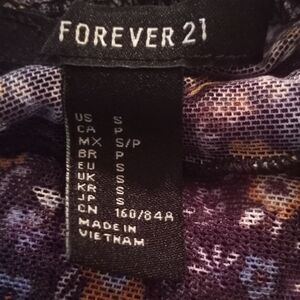 FOREVER 21
US S
CA P
MX S/P
BR P
EU S
UK S
KR S
JP S
CN 160/84A
MADE IN
VIETNAM